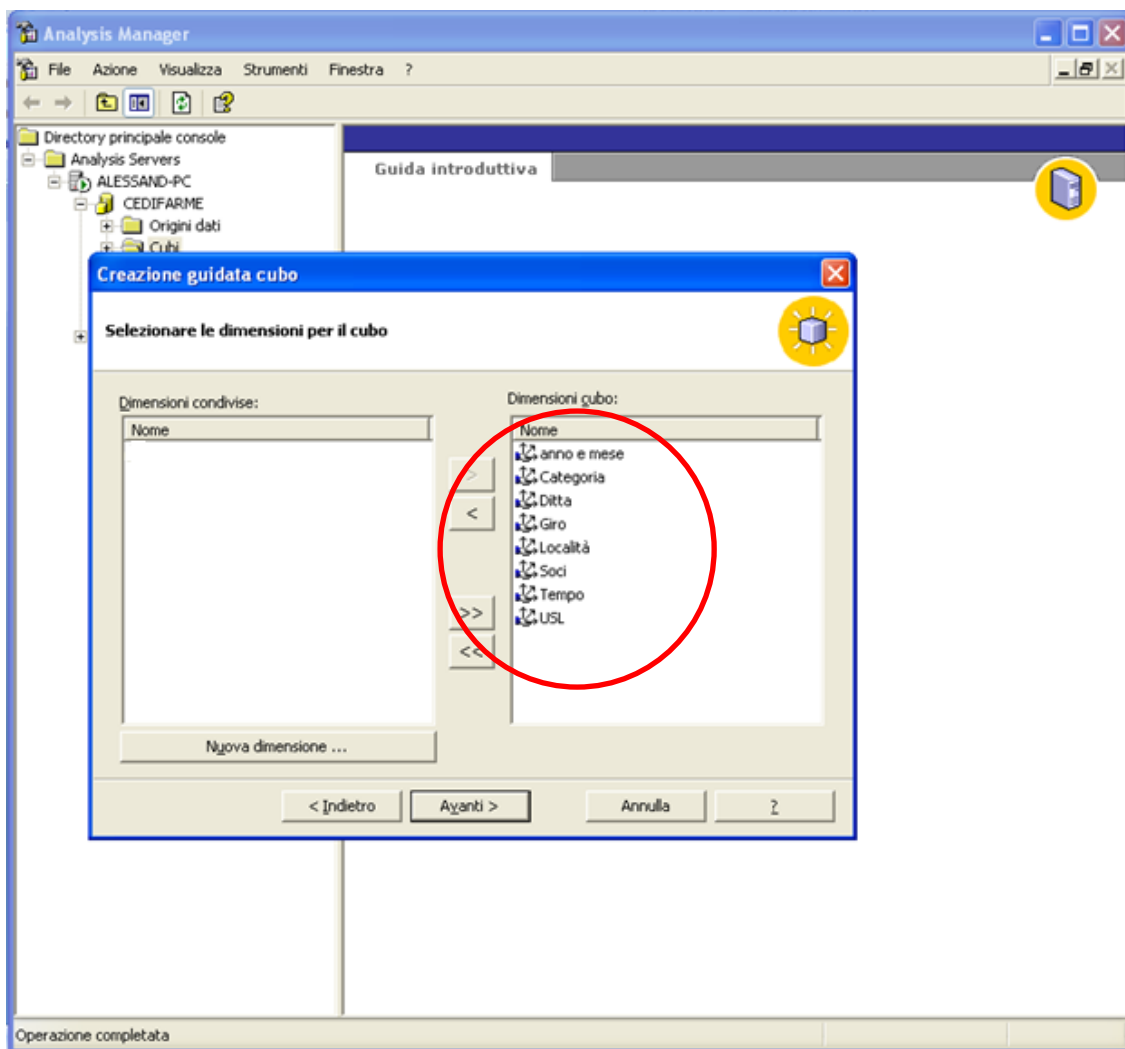 Analysis Manager
File Azione Visualizza Strumenti Finestra ?
Directory principale console
Analysis Servers
ALESSAND-PC
CEDIFARME
Origini dati
Cubi
Guida introduttiva
Creazione guidata cubo
Selezionare le dimensioni per il cubo
Dimensioni condivise:
Nome
Dimensioni cubo:
Nome
anno e mese
Categoria
Ditta
Giro
Località
Soci
Tempo
USL
>
<
>>
<<
Nuova dimensione ...
< Indietro
Avanti >
Annulla
?
Operazione completata